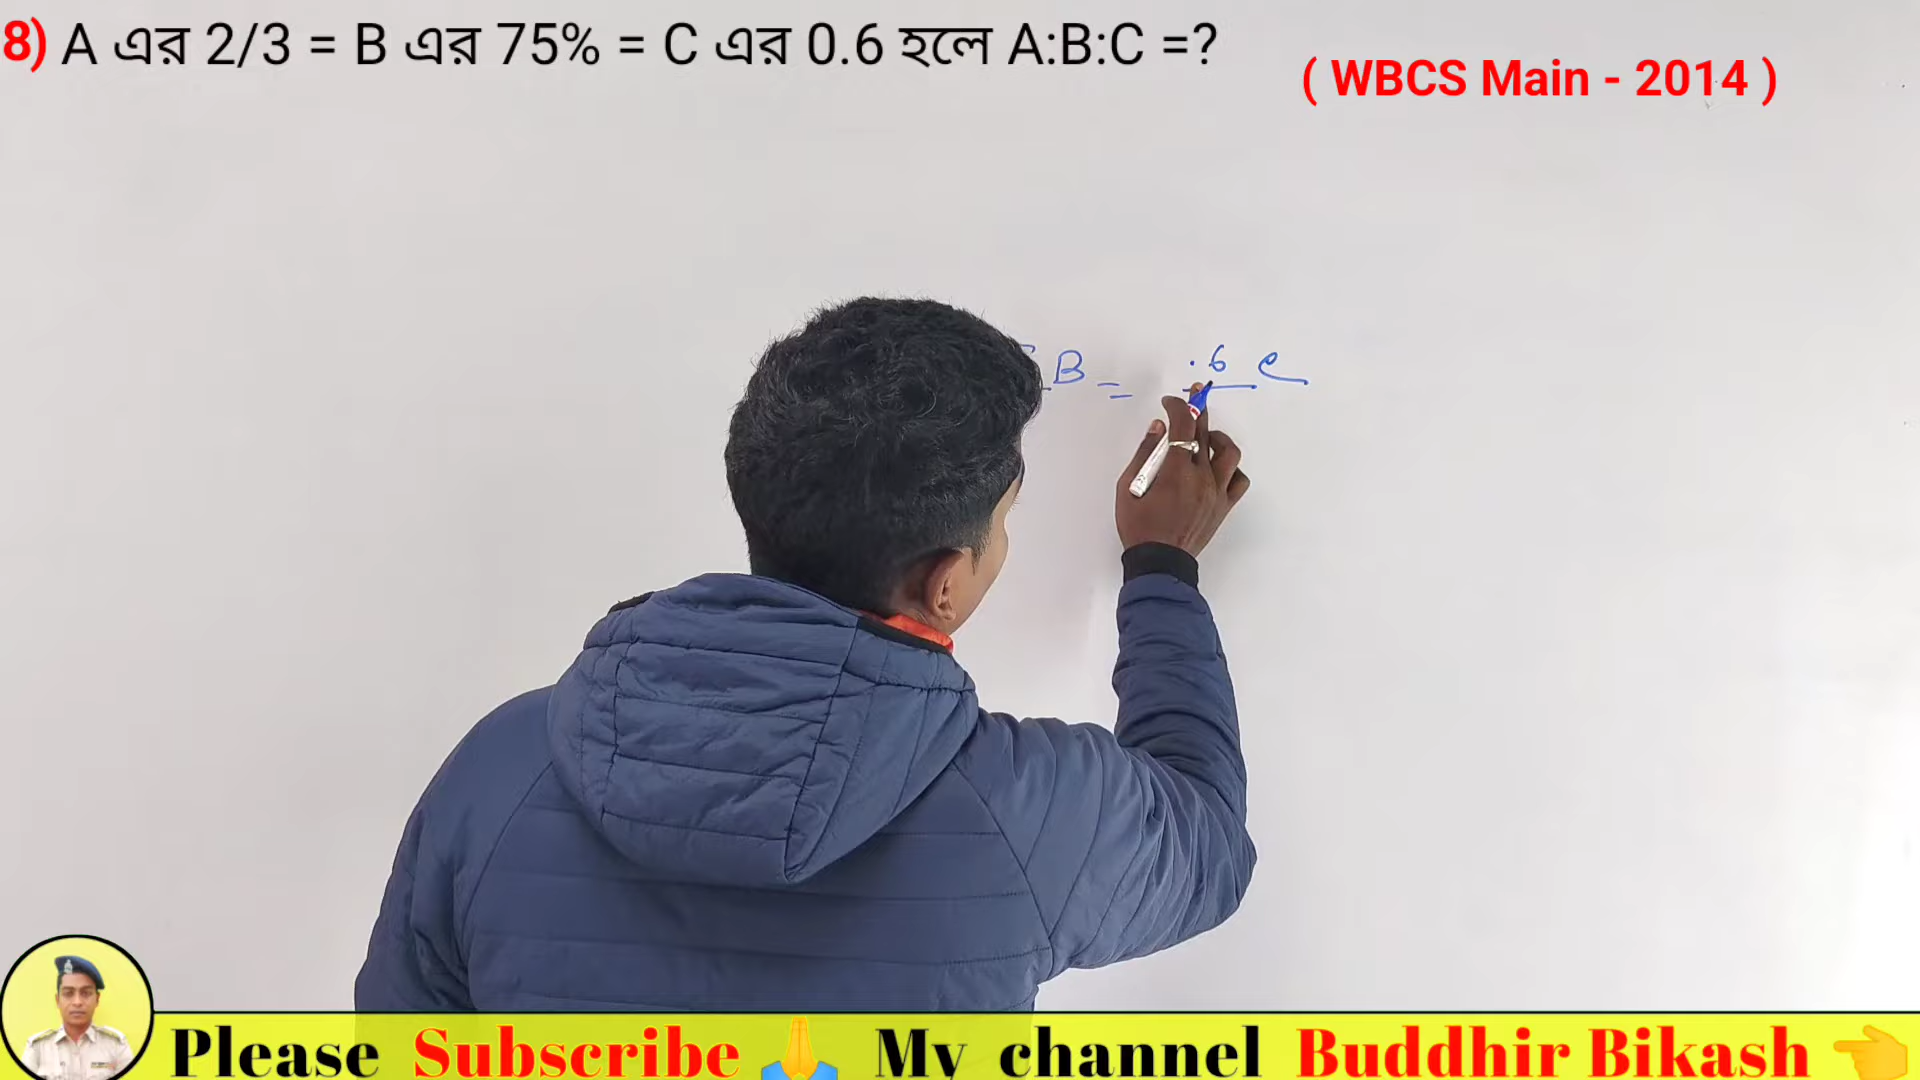 8) A এর 2/3 = B এর 75% = C এর 0.6 হলে A:B:C =?
( WBCS Main - 2014 )
B = .6 C
Please Subscribe 🙏 My channel Buddhir Bikash 👈